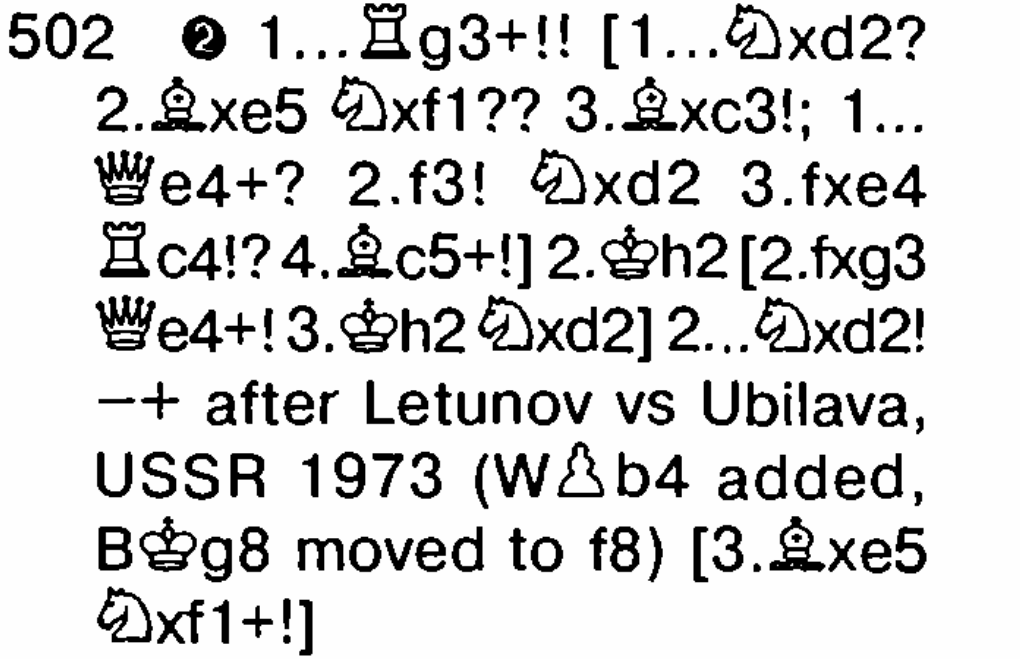 502 ❷ 1...♖g3+!! [1...♘xd2?
2.♗xe5 ♘xf1?? 3.♗xc3!; 1...
♕e4+? 2.f3! ♘xd2 3.fxe4
♖c4!? 4.♗c5+!] 2.♔h2 [2.fxg3
♕e4+! 3.♔h2 ♘xd2] 2...♘xd2!
−+ after Letunov vs Ubilava,
USSR 1973 (W♙b4 added,
B♔g8 moved to f8) [3.♗xe5
♘xf1+!]